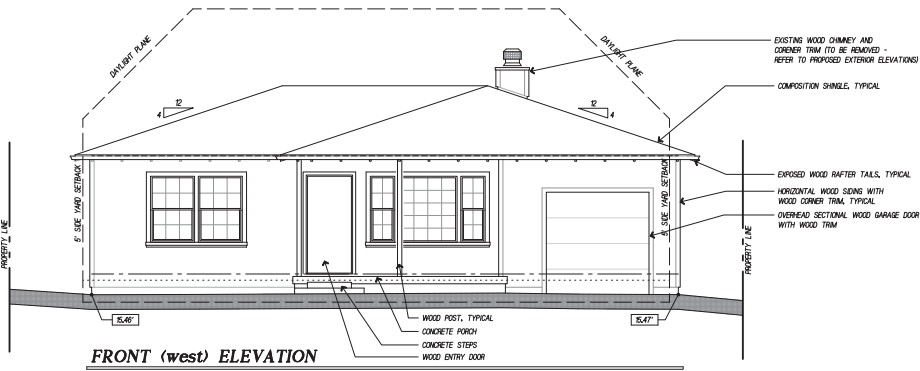 DAYLIGHT PLANE
DAYLIGHT PLANE
EXISTING WOOD CHIMNEY AND
CORENER TRIM (TO BE REMOVED -
REFER TO PROPOSED EXTERIOR ELEVATIONS)
COMPOSITION SHINGLE, TYPICAL
12
4
12
4
EXPOSED WOOD RAFTER TAILS, TYPICAL
HORIZONTAL WOOD SIDING WITH
WOOD CORNER TRIM, TYPICAL
OVERHEAD SECTIONAL WOOD GARAGE DOOR
WITH WOOD TRIM
PROPERTY LINE
5' SIDE YARD SETBACK
5' SIDE YARD SETBACK
PROPERTY LINE
15.46'
15.47'
WOOD POST, TYPICAL
CONCRETE PORCH
CONCRETE STEPS
WOOD ENTRY DOOR
FRONT (west) ELEVATION